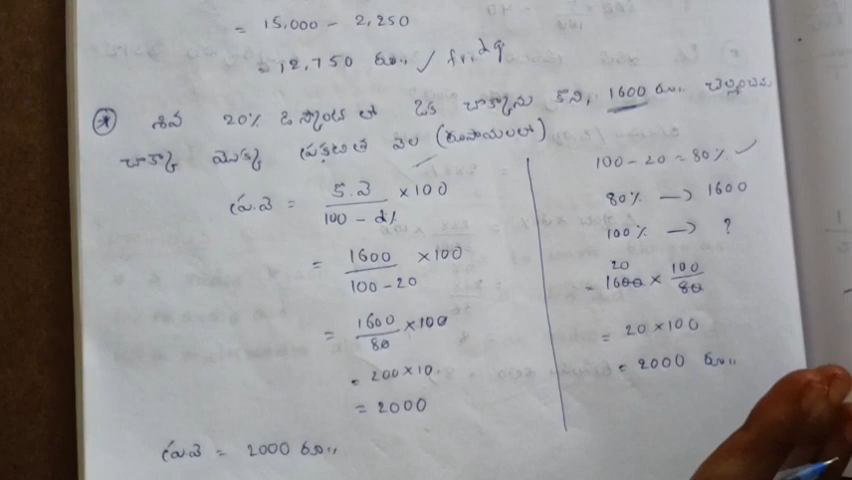 = 15,000 - 2,250
= 12,750 రూ.. / fridg
* శివ 20% డిస్కౌంట్ లో ఒక చొక్కాను కొని, 1600 రూ.. చెల్లించెను
చొక్కా యొక్క ప్రకటిత వెల (రూపాయలలో)
ప్ర.వె = కొ.వె / 100 - d% × 100
= 1600 / 100-20 × 100
= 1600 / 80 × 100
= 200 × 10
= 2000
ప్ర.వె = 2000 రూ..
100 - 20 = 80% ✓
80% → 1600
100% → ?
20
= 1600 × 100 / 80
= 20 × 100
= 2000 రూ..